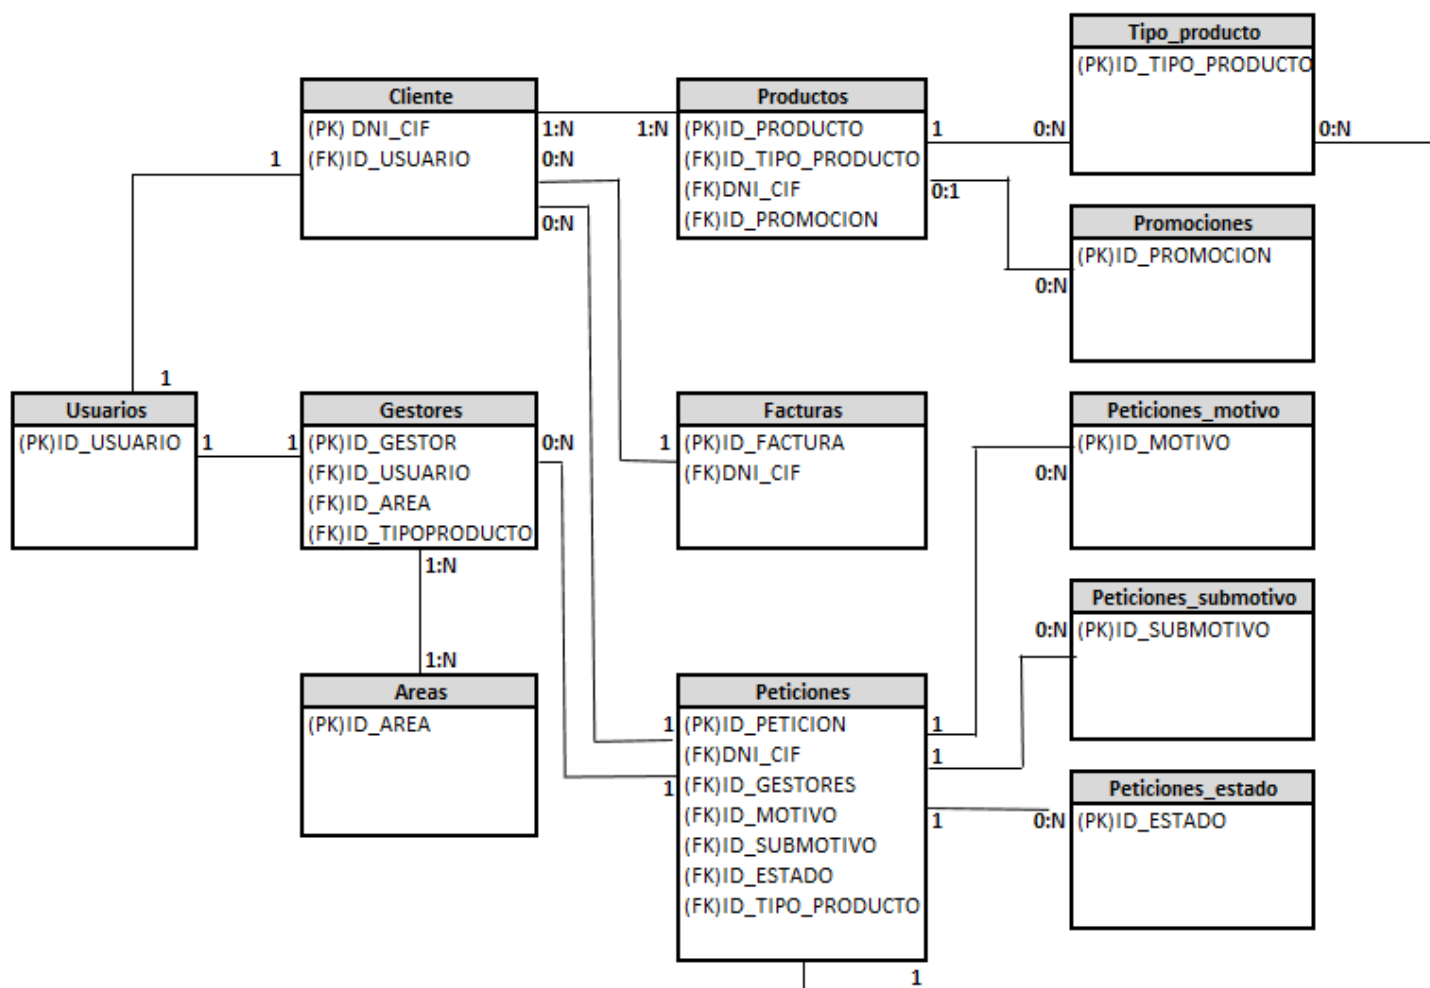 Tipo_producto
(PK)ID_TIPO_PRODUCTO
0:N
0:N
Cliente
(PK) DNI_CIF
(FK)ID_USUARIO
1
1:N
0:N
0:N
Productos
(PK)ID_PRODUCTO
(FK)ID_TIPO_PRODUCTO
(FK)DNI_CIF
(FK)ID_PROMOCION
1:N
1
0:1
Promociones
(PK)ID_PROMOCION
0:N
1
Usuarios
(PK)ID_USUARIO
1
Gestores
(PK)ID_GESTOR
(FK)ID_USUARIO
(FK)ID_AREA
(FK)ID_TIPOPRODUCTO
1
0:N
1:N
Facturas
(PK)ID_FACTURA
(FK)DNI_CIF
1
Peticiones_motivo
(PK)ID_MOTIVO
0:N
Peticiones_submotivo
(PK)ID_SUBMOTIVO
0:N
1:N
Areas
(PK)ID_AREA
Peticiones
(PK)ID_PETICION
(FK)DNI_CIF
(FK)ID_GESTORES
(FK)ID_MOTIVO
(FK)ID_SUBMOTIVO
(FK)ID_ESTADO
(FK)ID_TIPO_PRODUCTO
1
1
1
1
1
1
Peticiones_estado
(PK)ID_ESTADO
0:N